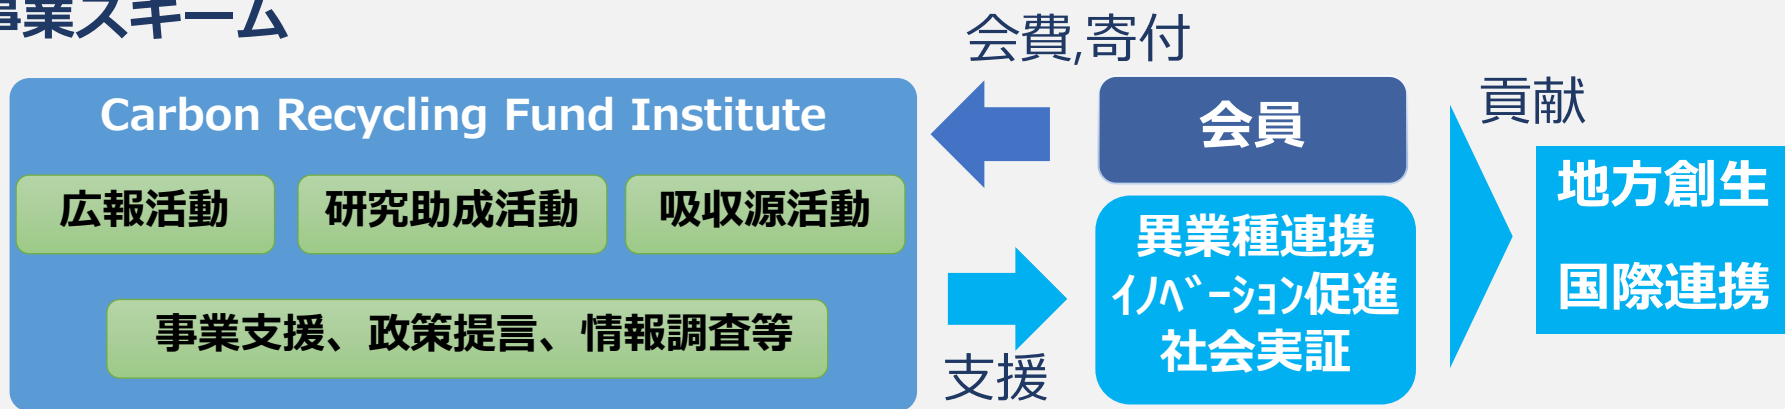 事業スキーム
会費,寄付
Carbon Recycling Fund Institute
会員
貢献
広報活動
研究助成活動
吸収源活動
地方創生
異業種連携
ｲﾉﾍﾞｰｼｮﾝ促進
社会実証
国際連携
事業支援、政策提言、情報調査等
支援